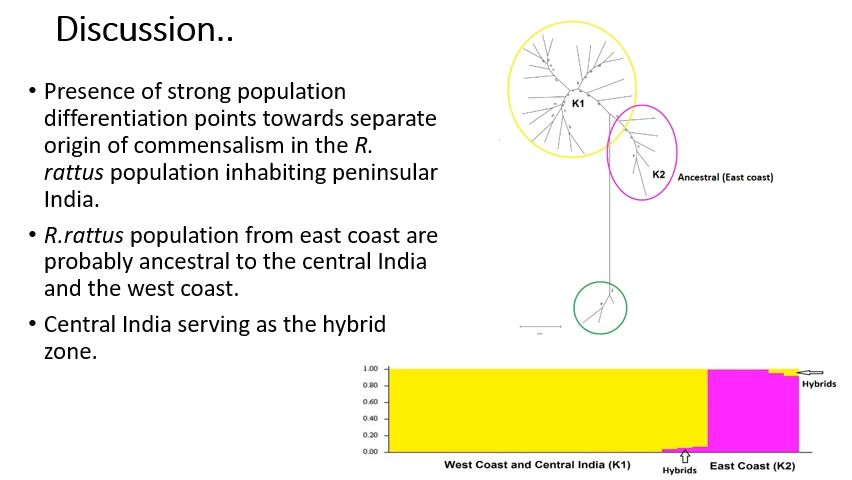 Discussion..
• Presence of strong population
differentiation points towards separate
origin of commensalism in the R.
rattus population inhabiting peninsular
India.
• R.rattus population from east coast are
probably ancestral to the central India
and the west coast.
• Central India serving as the hybrid
zone.
K1
K2
Ancestral (East coast)
1.00
0.80
0.60
0.40
0.20
0.00
Hybrids
West Coast and Central India (K1)
Hybrids
East Coast (K2)